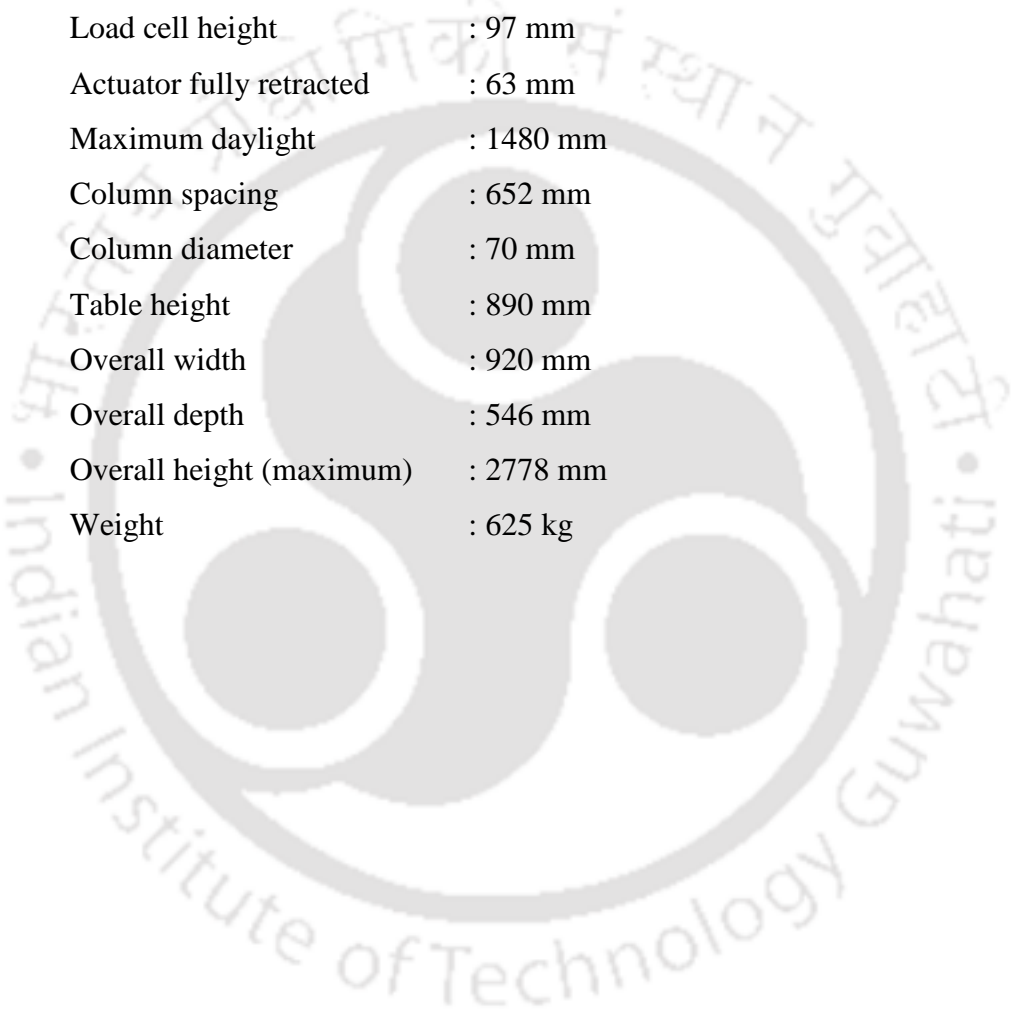 Load cell height : 97 mm
Actuator fully retracted : 63 mm
Maximum daylight : 1480 mm
Column spacing : 652 mm
Column diameter : 70 mm
Table height : 890 mm
Overall width : 920 mm
Overall depth : 546 mm
Overall height (maximum) : 2778 mm
Weight : 625 kg
भारतीय प्रौद्योगिकी संस्थान गुवाहाटी
• Indian Institute of Technology Guwahati •